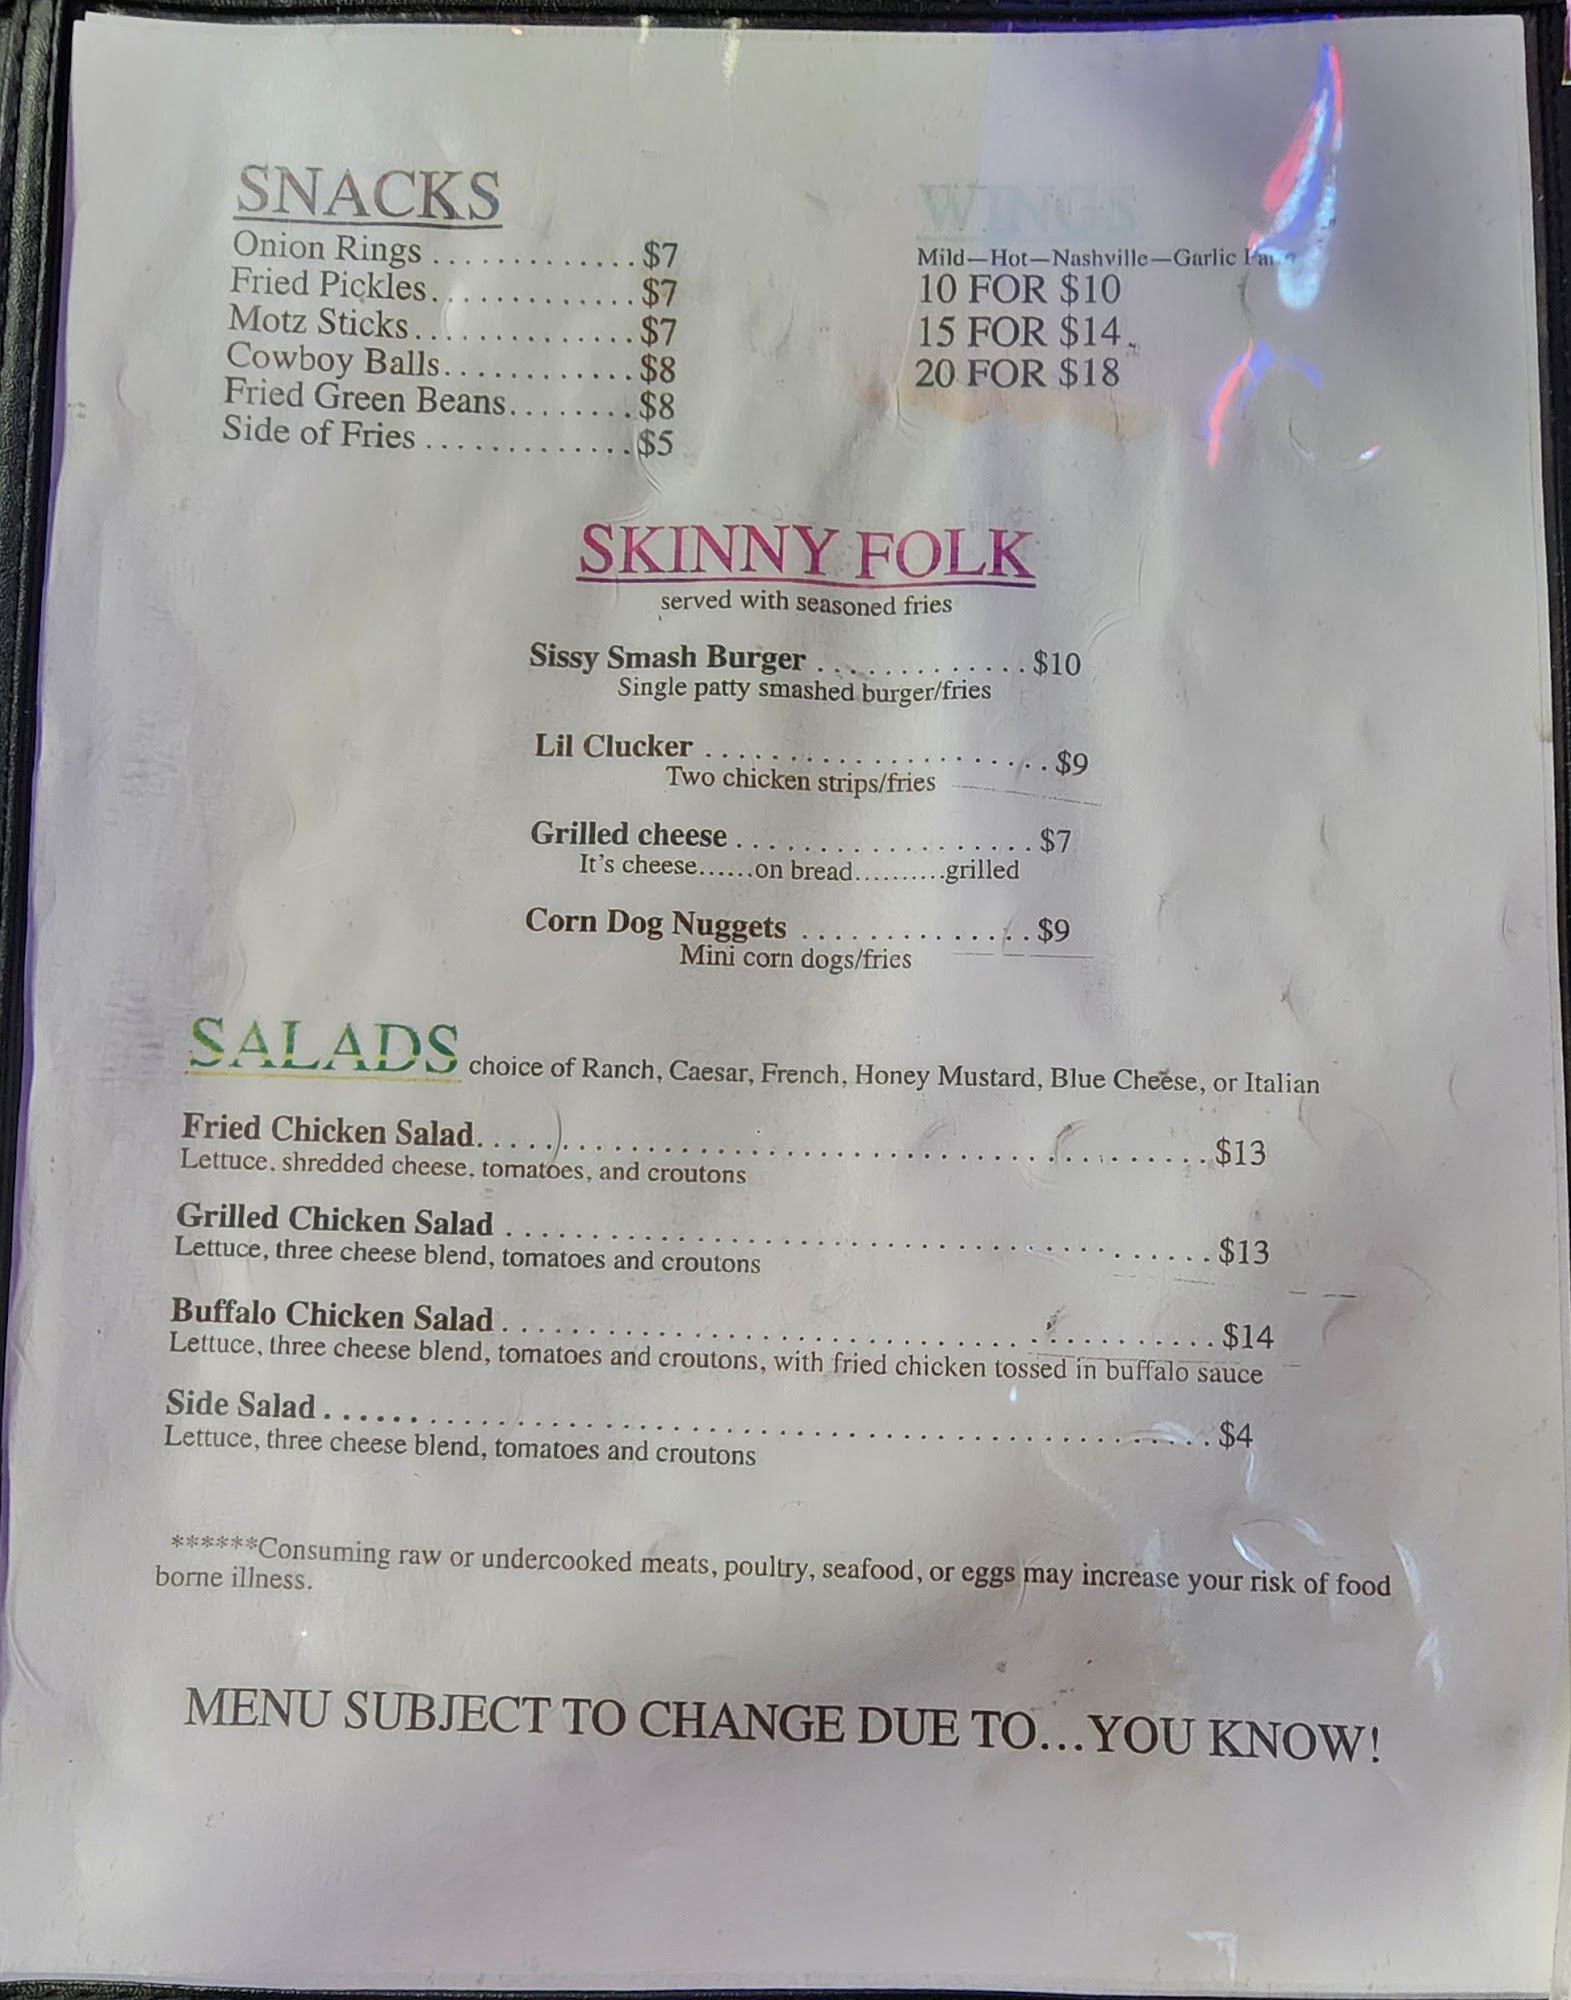 SNACKS
Onion Rings .............$7
Fried Pickles.............$7
Motz Sticks..............$7
Cowboy Balls............$8
Fried Green Beans........$8
Side of Fries .............$5
WINGS
Mild—Hot—Nashville—Garlic
10 FOR $10
15 FOR $14
20 FOR $18
SKINNY FOLK
served with seasoned fries
Sissy Smash Burger .............$10
Single patty smashed burger/fries
Lil Clucker .....................$9
Two chicken strips/fries
Grilled cheese ...................$7
It's cheese......on bread..........grilled
Corn Dog Nuggets ..............$9
Mini corn dogs/fries
SALADS choice of Ranch, Caesar, French, Honey Mustard, Blue Cheese, or Italian
Fried Chicken Salad..........................................$13
Lettuce, shredded cheese, tomatoes, and croutons
Grilled Chicken Salad ........................................$13
Lettuce, three cheese blend, tomatoes and croutons
Buffalo Chicken Salad........................................$14
Lettuce, three cheese blend, tomatoes and croutons, with fried chicken tossed in buffalo sauce
Side Salad..................................................$4
Lettuce, three cheese blend, tomatoes and croutons
******Consuming raw or undercooked meats, poultry, seafood, or eggs may increase your risk of food
borne illness.
MENU SUBJECT TO CHANGE DUE TO...YOU KNOW!